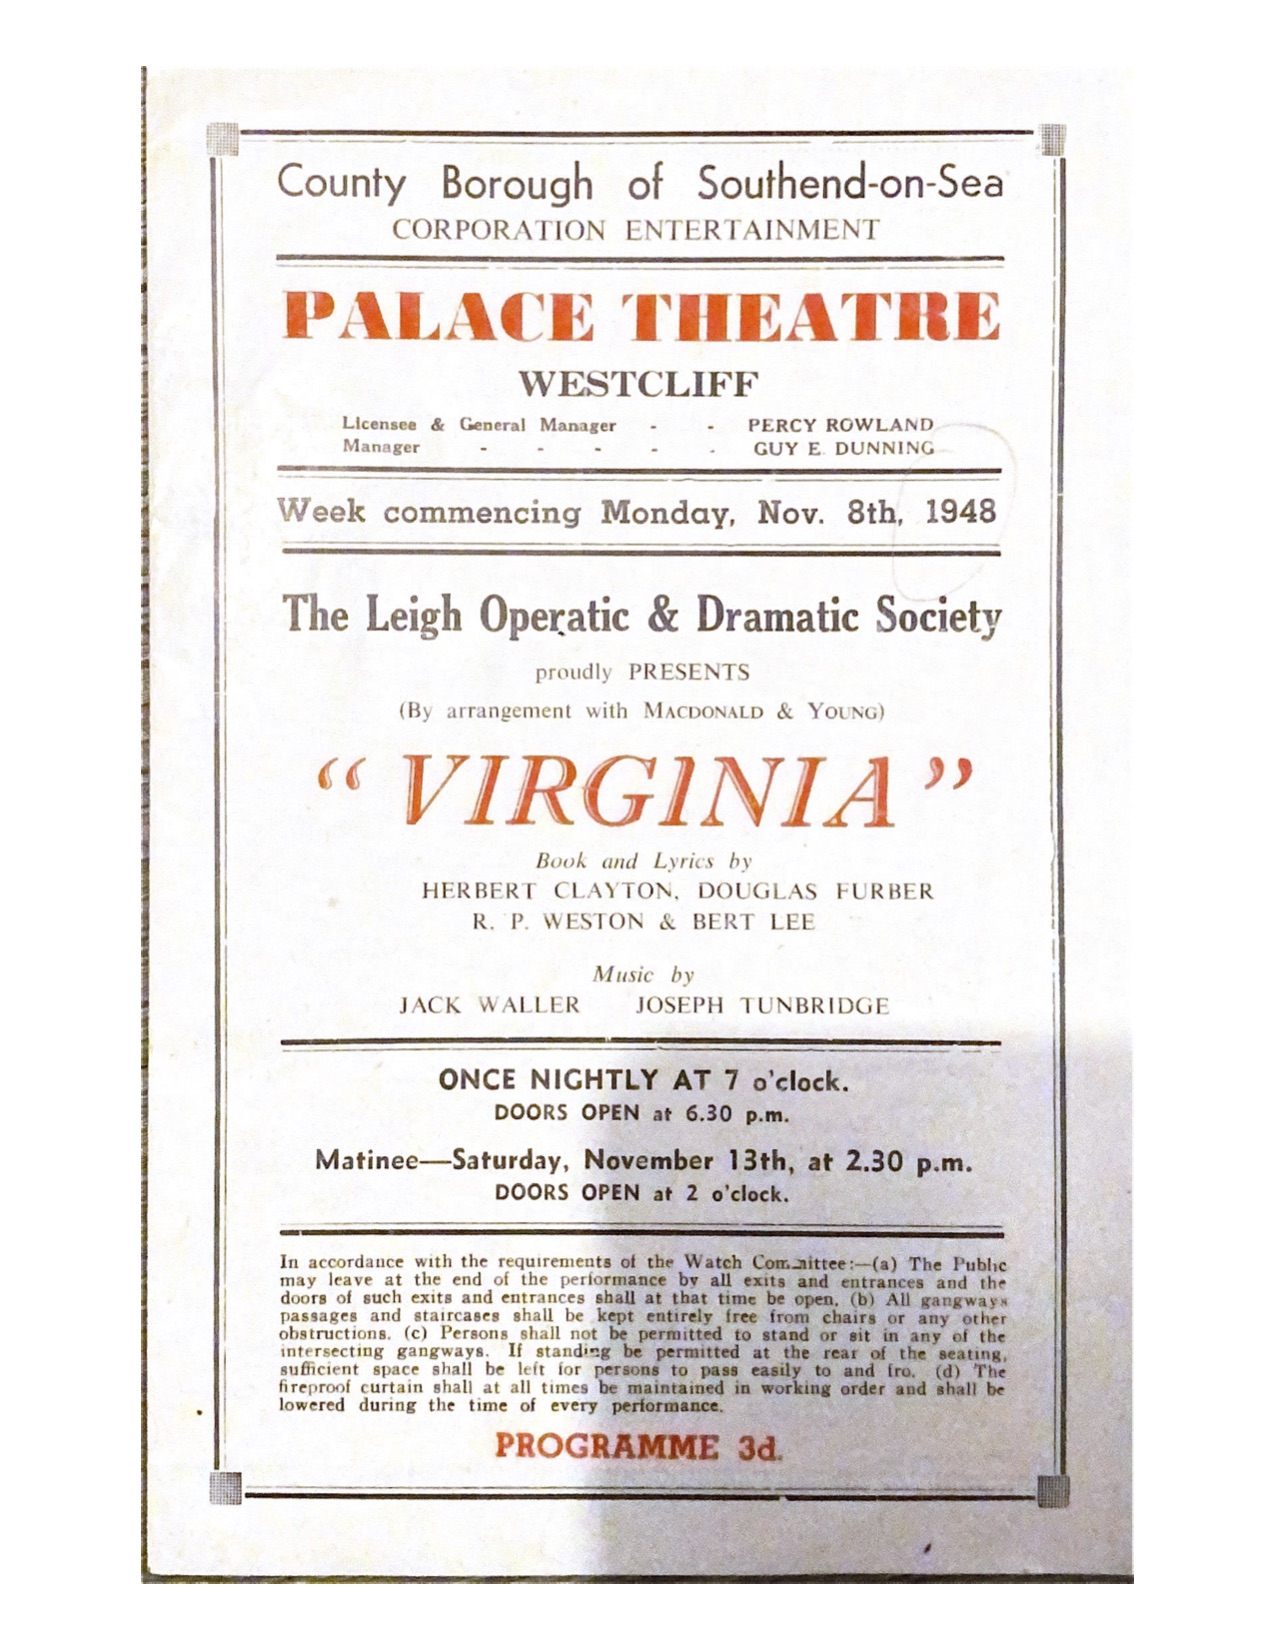 County Borough of Southend-on-Sea
CORPORATION ENTERTAINMENT
PALACE THEATRE
WESTCLIFF
Licensee & General Manager - - PERCY ROWLAND
Manager - - - - - GUY E. DUNNING
Week commencing Monday, Nov. 8th, 1948
The Leigh Operatic & Dramatic Society
proudly PRESENTS
(By arrangement with MACDONALD & YOUNG)
“VIRGINIA”
Book and Lyrics by
HERBERT CLAYTON, DOUGLAS FURBER
R. P. WESTON & BERT LEE
Music by
JACK WALLER JOSEPH TUNBRIDGE
ONCE NIGHTLY AT 7 o'clock.
DOORS OPEN at 6.30 p.m.
Matinee—Saturday, November 13th, at 2.30 p.m.
DOORS OPEN at 2 o'clock.
In accordance with the requirements of the Watch Committee:—(a) The Public
may leave at the end of the performance by all exits and entrances and the
doors of such exits and entrances shall at that time be open. (b) All gangways
passages and staircases shall be kept entirely free from chairs or any other
obstructions. (c) Persons shall not be permitted to stand or sit in any of the
intersecting gangways. If standing be permitted at the rear of the seating,
sufficient space shall be left for persons to pass easily to and fro. (d) The
fireproof curtain shall at all times be maintained in working order and shall be
lowered during the time of every performance.
PROGRAMME 3d.